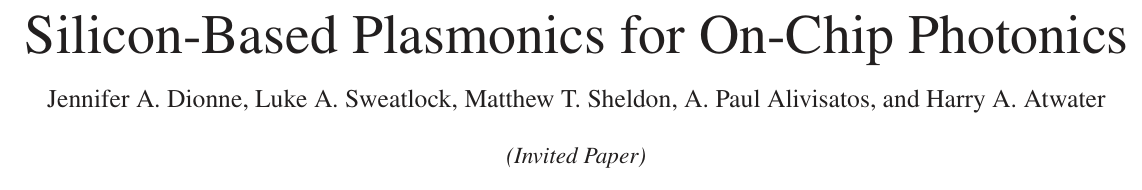 Silicon-Based Plasmonics for On-Chip Photonics
Jennifer A. Dionne, Luke A. Sweatlock, Matthew T. Sheldon, A. Paul Alivisatos, and Harry A. Atwater
(Invited Paper)